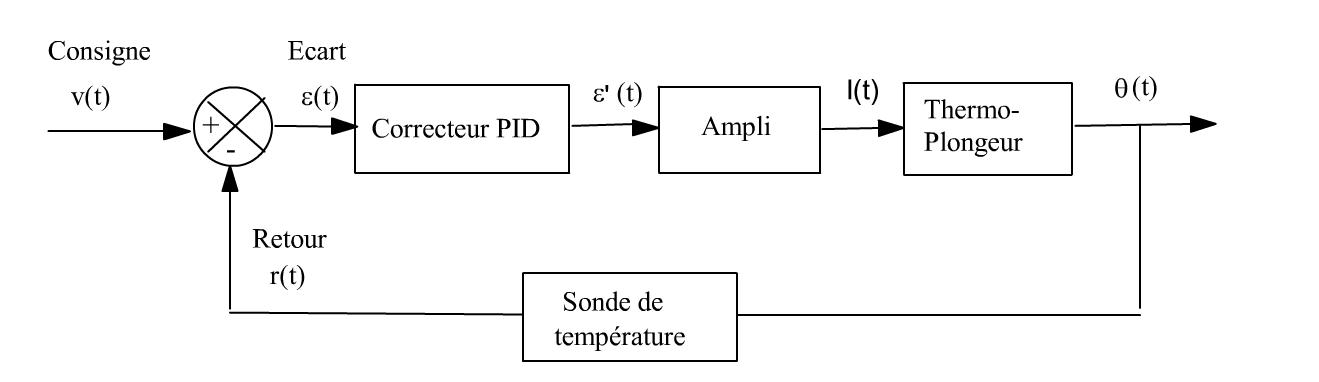 Consigne
v(t)
+
-
Ecart
ε(t)
Correcteur PID
ε' (t)
Ampli
I(t)
Thermo-
Plongeur
θ(t)
Retour
r(t)
Sonde de
température